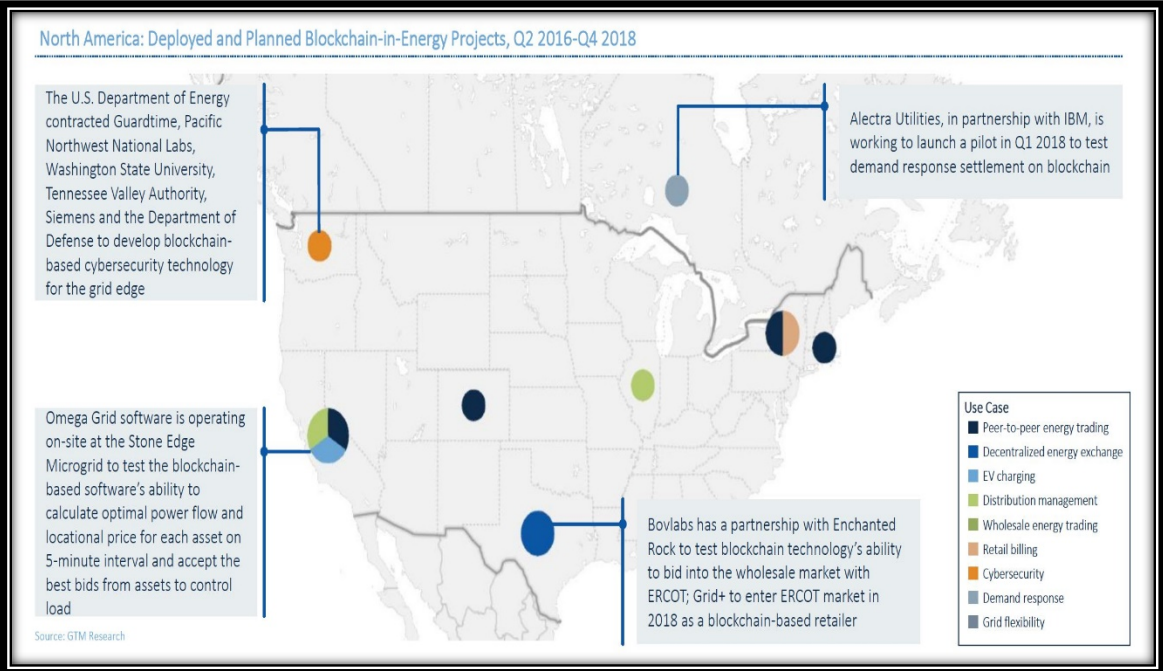 North America: Deployed and Planned Blockchain-in-Energy Projects, Q2 2016-Q4 2018
The U.S. Department of Energy
contracted Guardtime, Pacific
Northwest National Labs,
Washington State University,
Tennessee Valley Authority,
Siemens and the Department of
Defense to develop blockchain-
based cybersecurity technology
for the grid edge
Alectra Utilities, in partnership with IBM, is
working to launch a pilot in Q1 2018 to test
demand response settlement on blockchain
Omega Grid software is operating
on-site at the Stone Edge
Microgrid to test the blockchain-
based software’s ability to
calculate optimal power flow and
locational price for each asset on
5-minute interval and accept the
best bids from assets to control
load
Bovlabs has a partnership with Enchanted
Rock to test blockchain technology’s ability
to bid into the wholesale market with
ERCOT; Grid+ to enter ERCOT market in
2018 as a blockchain-based retailer
Use Case
Peer-to-peer energy trading
Decentralized energy exchange
EV charging
Distribution management
Wholesale energy trading
Retail billing
Cybersecurity
Demand response
Grid flexibility
Source: GTM Research